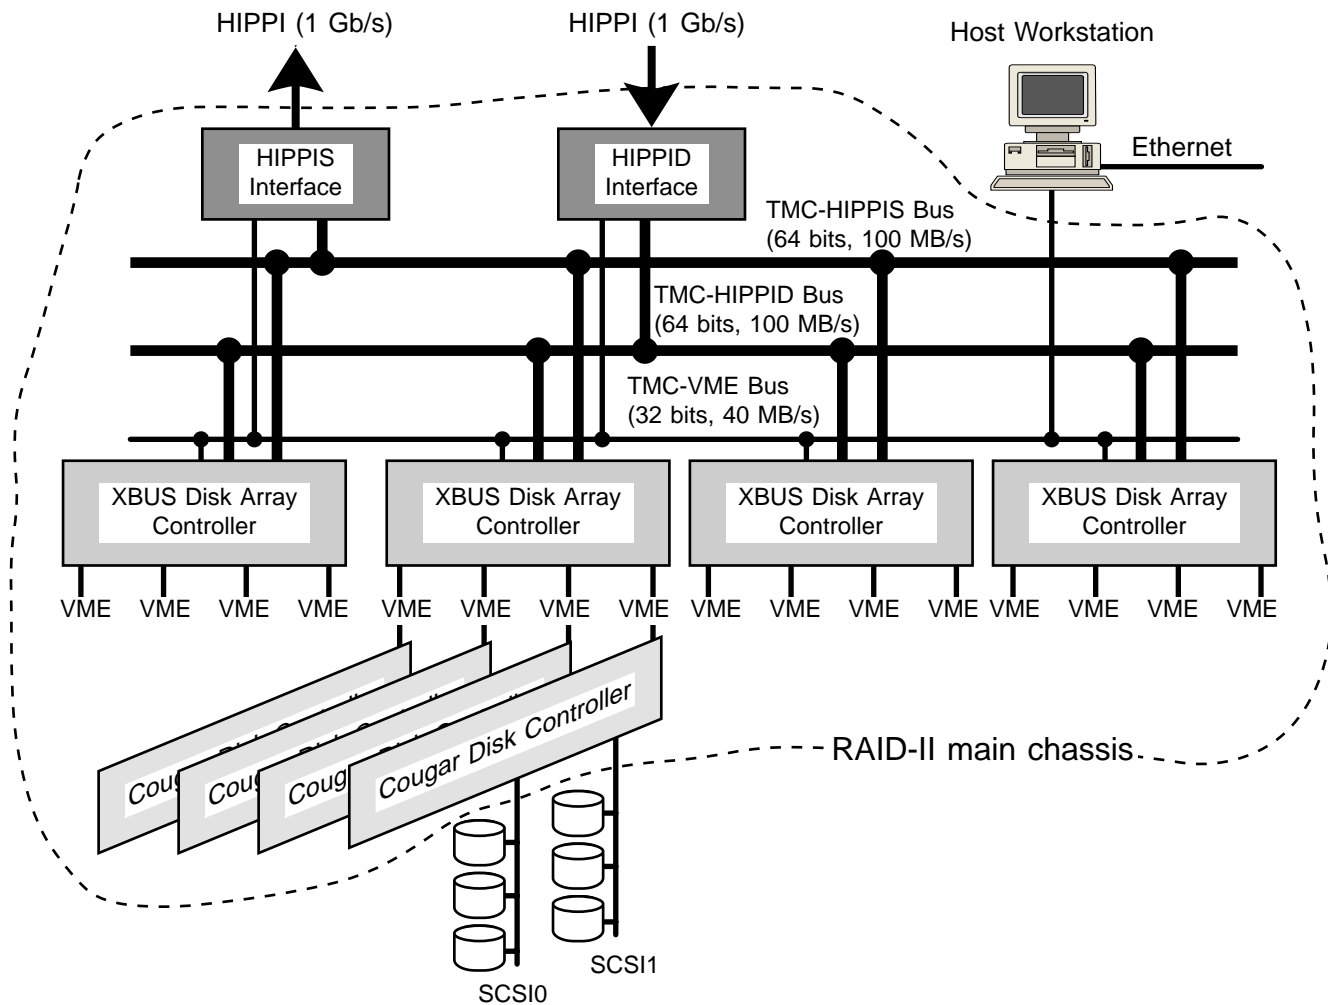 HIPPI (1 Gb/s)
HIPPI (1 Gb/s)
Host Workstation
HIPPIS
Interface
HIPPID
Interface
Ethernet
TMC-HIPPIS Bus
(64 bits, 100 MB/s)
TMC-HIPPID Bus
(64 bits, 100 MB/s)
TMC-VME Bus
(32 bits, 40 MB/s)
XBUS Disk Array
Controller
XBUS Disk Array
Controller
XBUS Disk Array
Controller
XBUS Disk Array
Controller
VME VME VME VME VME VME VME VME VME VME VME VME VME VME VME VME
Cougar Disk Controller
RAID-II main chassis
SCSI1
SCSI0